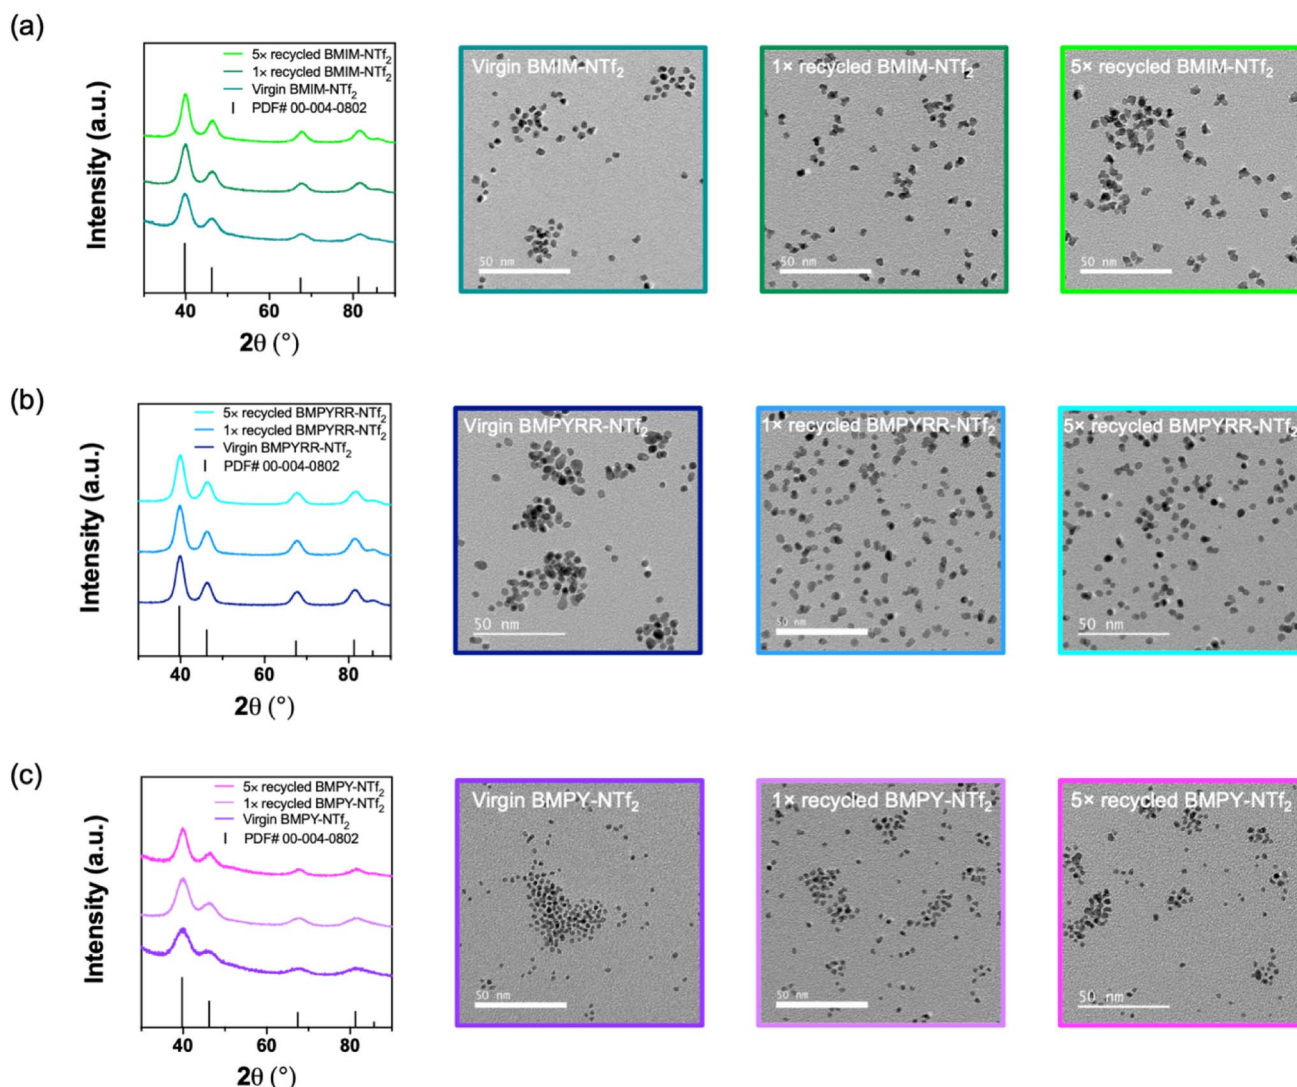 (a)
5× recycled BMIM-NTf₂
1× recycled BMIM-NTf₂
Virgin BMIM-NTf₂
PDF# 00-004-0802
Intensity (a.u.)
40 60 80
2θ (°)
Virgin BMIM-NTf₂
50 nm
1× recycled BMIM-NTf₂
50 nm
5× recycled BMIM-NTf₂
50 nm
(b)
5× recycled BMPYRR-NTf₂
1× recycled BMPYRR-NTf₂
Virgin BMPYRR-NTf₂
PDF# 00-004-0802
Intensity (a.u.)
40 60 80
2θ (°)
Virgin BMPYRR-NTf₂
50 nm
1× recycled BMPYRR-NTf₂
50 nm
5× recycled BMPYRR-NTf₂
50 nm
(c)
5× recycled BMPY-NTf₂
1× recycled BMPY-NTf₂
Virgin BMPY-NTf₂
PDF# 00-004-0802
Intensity (a.u.)
40 60 80
2θ (°)
Virgin BMPY-NTf₂
50 nm
1× recycled BMPY-NTf₂
50 nm
5× recycled BMPY-NTf₂
50 nm